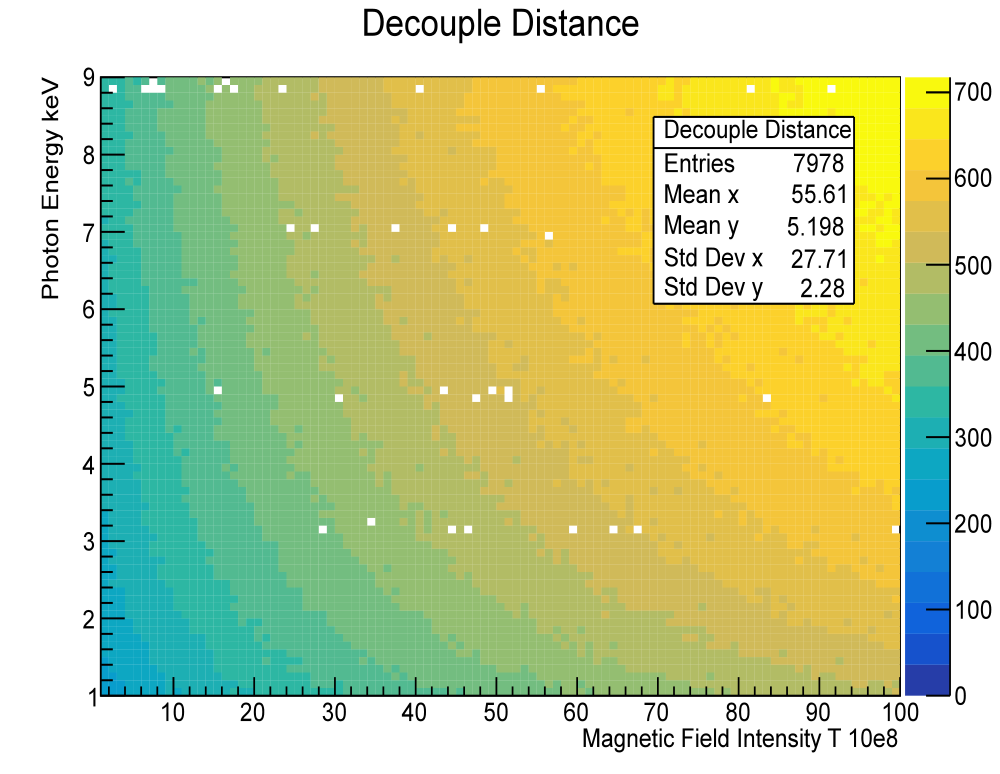 Decouple Distance
Photon Energy keV
9
8
7
6
5
4
3
2
1
10 20 30 40 50 60 70 80 90 100
Magnetic Field Intensity T 10e8
Decouple Distance
Entries 7978
Mean x 55.61
Mean y 5.198
Std Dev x 27.71
Std Dev y 2.28
700
600
500
400
300
200
100
0